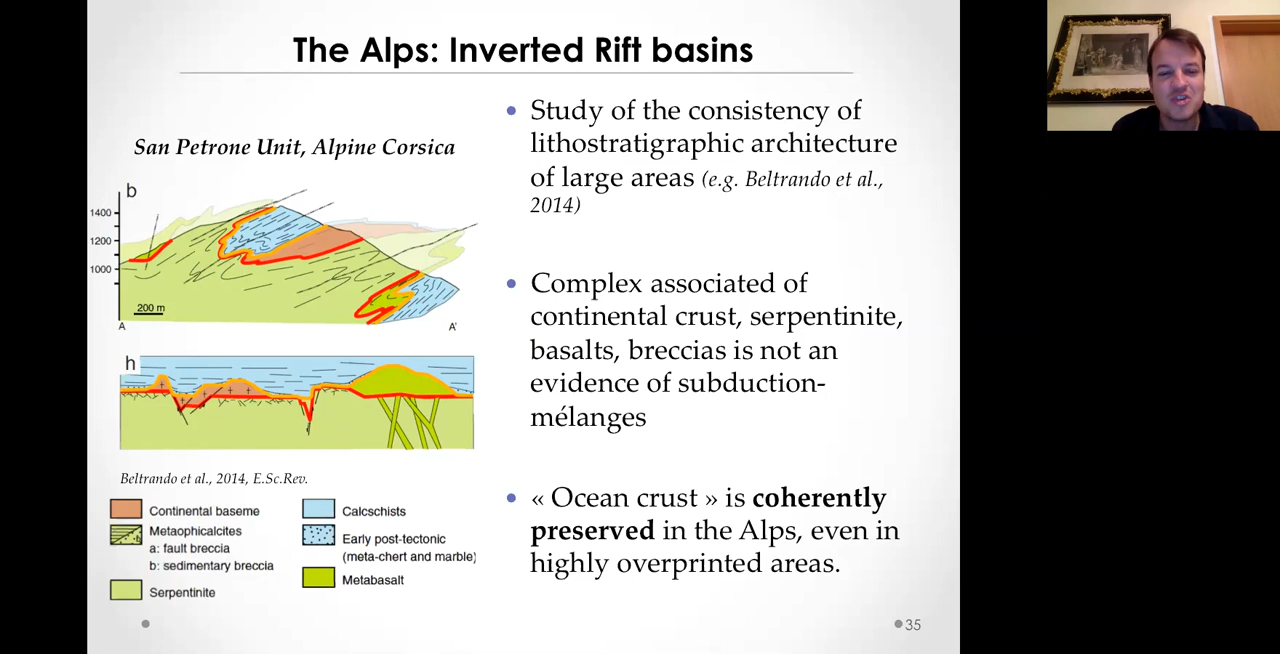 The Alps: Inverted Rift basins
San Petrone Unit, Alpine Corsica
b
1400
1200
1000
200 m
A
A'
h
Beltrando et al., 2014, E.Sc.Rev.
Continental baseme
Metaophicalcites
a: fault breccia
b: sedimentary breccia
Serpentinite
Calcschists
Early post-tectonic
(meta-chert and marble)
Metabasalt
• Study of the consistency of
lithostratigraphic architecture
of large areas (e.g. Beltrando et al.,
2014)
• Complex associated of
continental crust, serpentinite,
basalts, breccias is not an
evidence of subduction-
mélanges
• « Ocean crust » is coherently
preserved in the Alps, even in
highly overprinted areas.
35